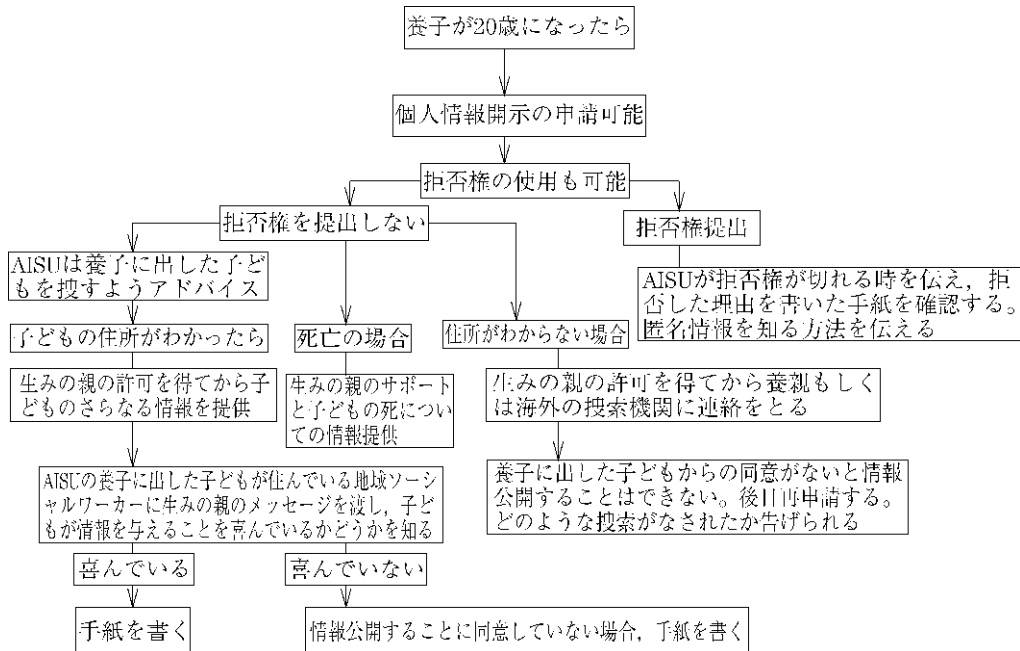 養子が20歳になったら
個人情報開示の申請可能
拒否権の使用も可能
拒否権を提出しない
拒否権提出
AISUは養子に出した子ど
もを捜すようアドバイス
AISUが拒否権が切れる時を伝え，拒
否した理由を書いた手紙を確認する。
匿名情報を知る方法を伝える
子どもの住所がわかったら
死亡の場合
住所がわからない場合
生みの親の許可を得てから子
どものさらなる情報を提供
生みの親のサポート
と子どもの死につい
ての情報提供
生みの親の許可を得てから養親もしく
は海外の捜索機関に連絡をとる
AISUの養子に出した子どもが住んでいる地域ソーシ
ャルワーカーに生みの親のメッセージを渡し，子ども
が情報を与えることを喜んでいるかどうかを知る
養子に出した子どもからの同意がないと情報
公開することはできない。後日再申請する。
どのような捜索がなされたか告げられる
喜んでいる
喜んでいない
手紙を書く
情報公開することに同意していない場合，手紙を書く